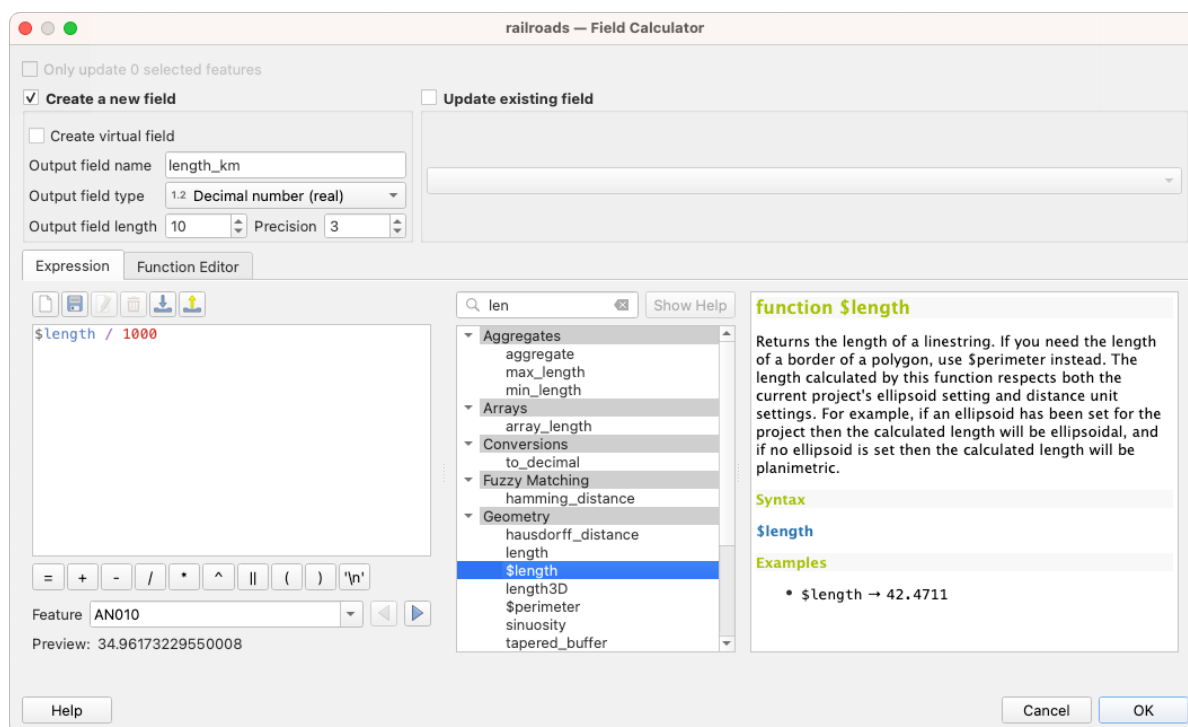 railroads — Field Calculator
Only update 0 selected features
Create a new field
Update existing field
Create virtual field
Output field name length_km
Output field type 1.2 Decimal number (real)
Output field length 10 Precision 3
Expression Function Editor
len Show Help
$length / 1000
Aggregates
aggregate
max_length
min_length
Arrays
array_length
Conversions
to_decimal
Fuzzy Matching
hamming_distance
Geometry
hausdorff_distance
length
$length
length3D
$perimeter
sinuosity
tapered_buffer
function $length
Returns the length of a linestring. If you need the length
of a border of a polygon, use $perimeter instead. The
length calculated by this function respects both the
current project's ellipsoid setting and distance unit
settings. For example, if an ellipsoid has been set for the
project then the calculated length will be ellipsoidal, and
if no ellipsoid is set then the calculated length will be
planimetric.
Syntax
$length
Examples
• $length → 42.4711
= + - / * ^ || ( ) '\n'
Feature AN010
Preview: 34.96173229550008
Help Cancel OK